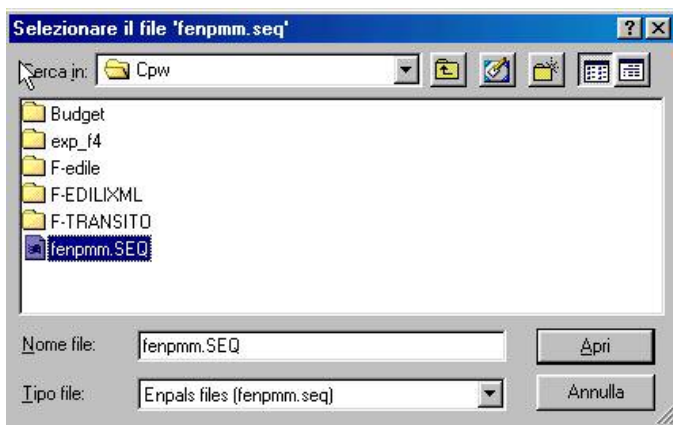 Selezionare il file 'fenpmm.seq'
Cerca in: Cpw
Budget
exp_f4
F-edile
F-EDILIXML
F-TRANSITO
fenpmm.SEQ
Nome file: fenpmm.SEQ Apri
Tipo file: Enpals files (fenpmm.seq) Annulla